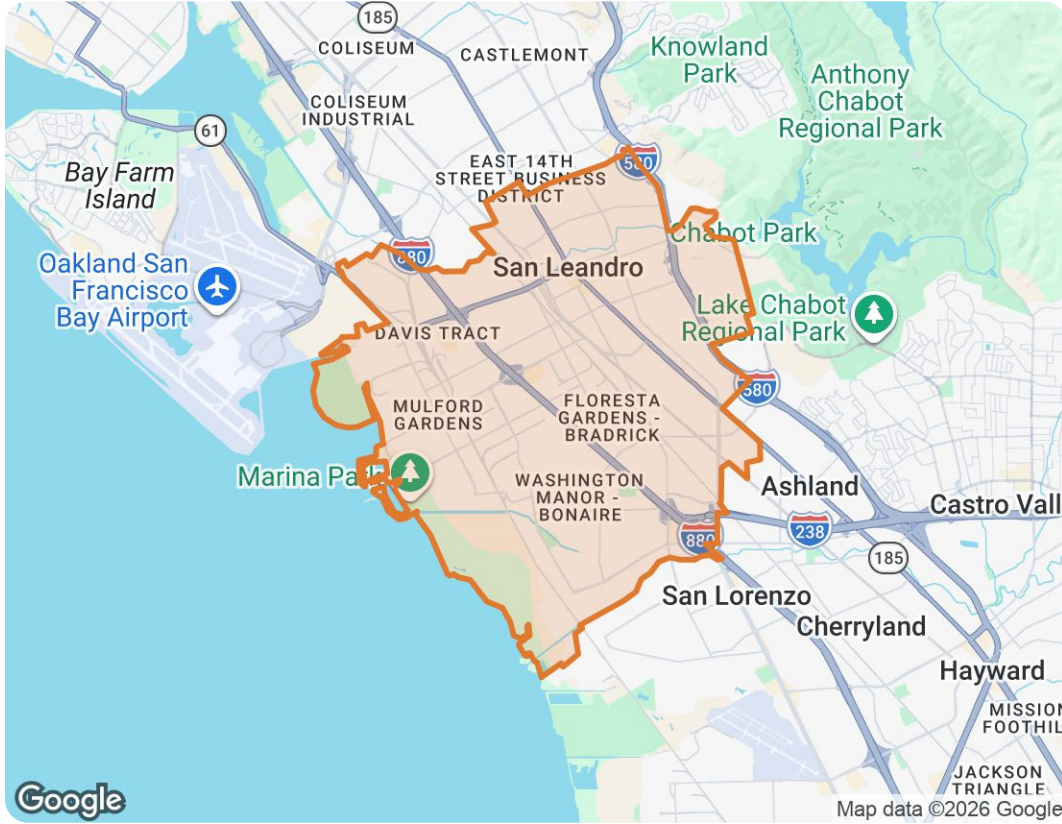 185
COLISEUM
CASTLEMONT
Knowland
Park
Anthony
Chabot
Regional Park
COLISEUM
INDUSTRIAL
61
EAST 14TH
STREET BUSINESS
DISTRICT
580
Bay Farm
Island
Chabot Park
880
San Leandro
Oakland San
Francisco
Bay Airport
Lake Chabot
Regional Park
DAVIS TRACT
580
MULFORD
GARDENS
FLORESTA
GARDENS -
BRADRICK
Marina Park
WASHINGTON
MANOR -
BONAIRE
Ashland
Castro Vall
880
238
185
San Lorenzo
Cherryland
Hayward
MISSION
FOOTHIL
JACKSON
TRIANGLE
Google
Map data ©2026 Google